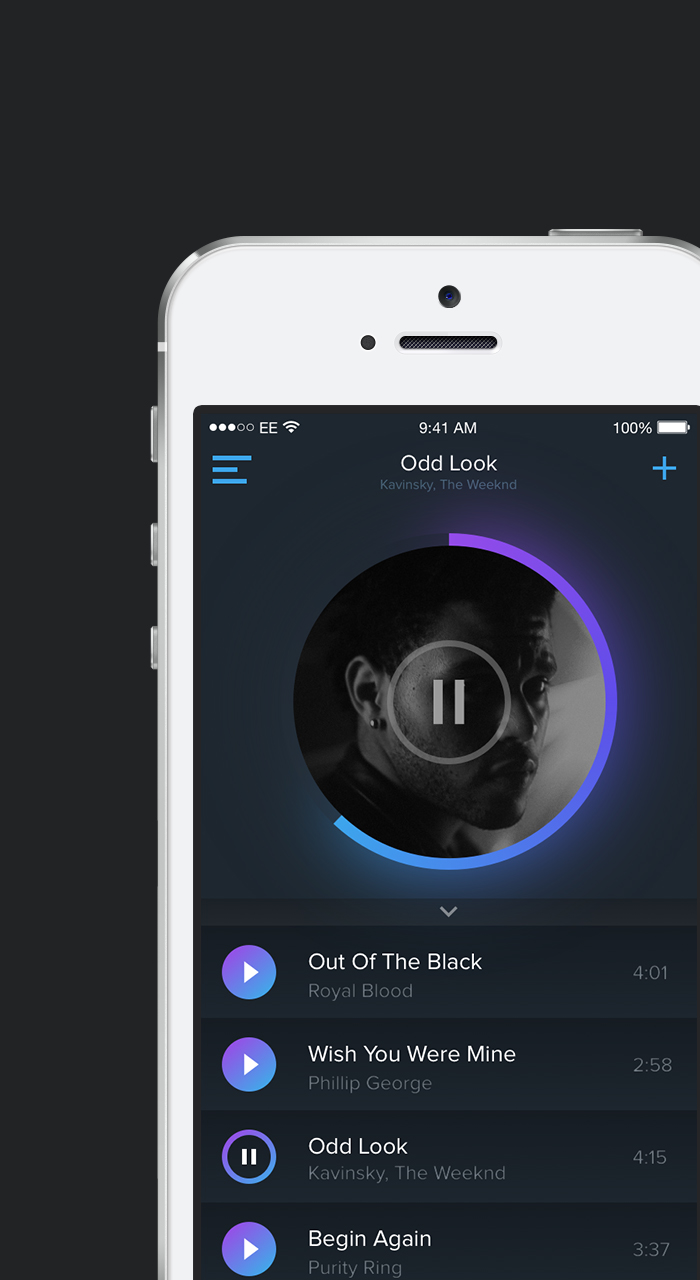 EE 9:41 AM 100%
Odd Look
Kavinsky, The Weeknd
Out Of The Black
Royal Blood
4:01
Wish You Were Mine
Phillip George
2:58
Odd Look
Kavinsky, The Weeknd
4:15
Begin Again
Purity Ring
3:37